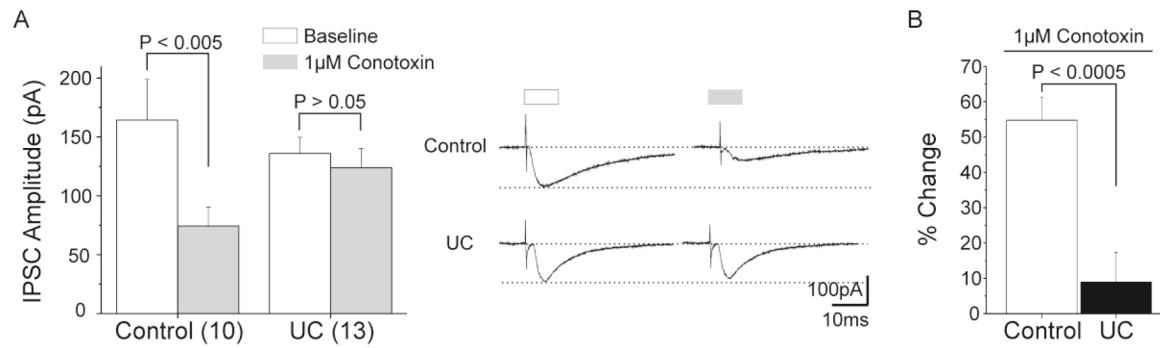 A
P < 0.005
Baseline
1µM Conotoxin
P > 0.05
IPSC Amplitude (pA)
200
150
100
50
0
Control (10)
UC (13)
Control
UC
100pA
10ms
B
1µM Conotoxin
P < 0.0005
% Change
70
60
50
40
30
20
10
0
Control
UC